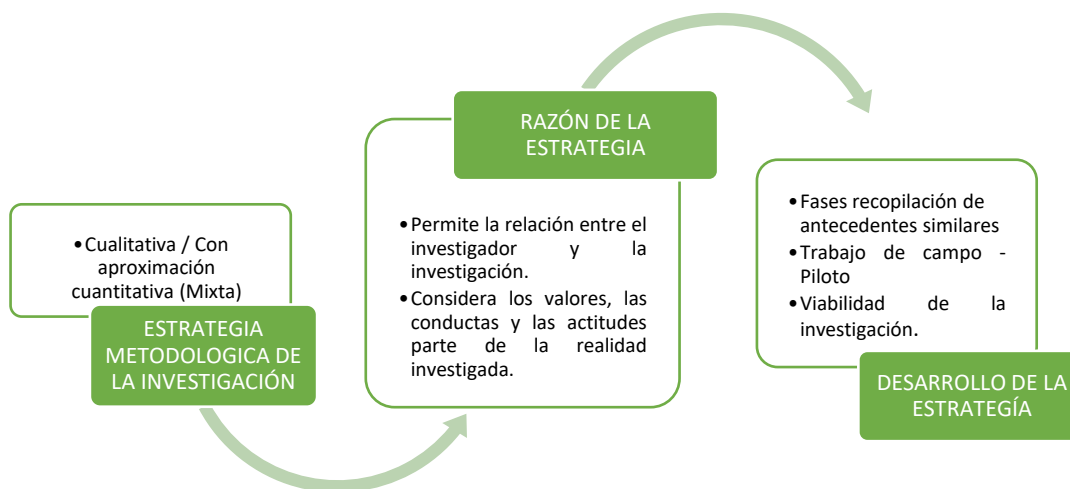 •Cualitativa / Con
aproximación
cuantitativa (Mixta)
ESTRATEGIA
METODOLOGICA DE
LA INVESTIGACIÓN
RAZÓN DE LA
ESTRATEGIA
•Permite la relación entre el
investigador y la
investigación.
•Considera los valores, las
conductas y las actitudes
parte de la realidad
investigada.
•Fases recopilación de
antecedentes similares
•Trabajo de campo -
Piloto
•Viabilidad de la
investigación.
DESARROLLO DE LA
ESTRATEGÍA